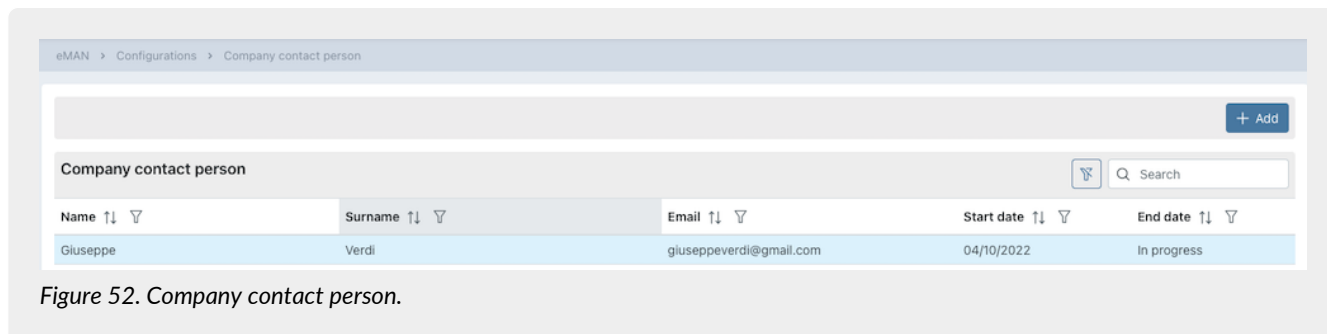 eMAN > Configurations > Company contact person
+ Add
Company contact person
Search
Name Surname Email Start date End date
Giuseppe Verdi giuseppeverdi@gmail.com 04/10/2022 In progress
Figure 52. Company contact person.